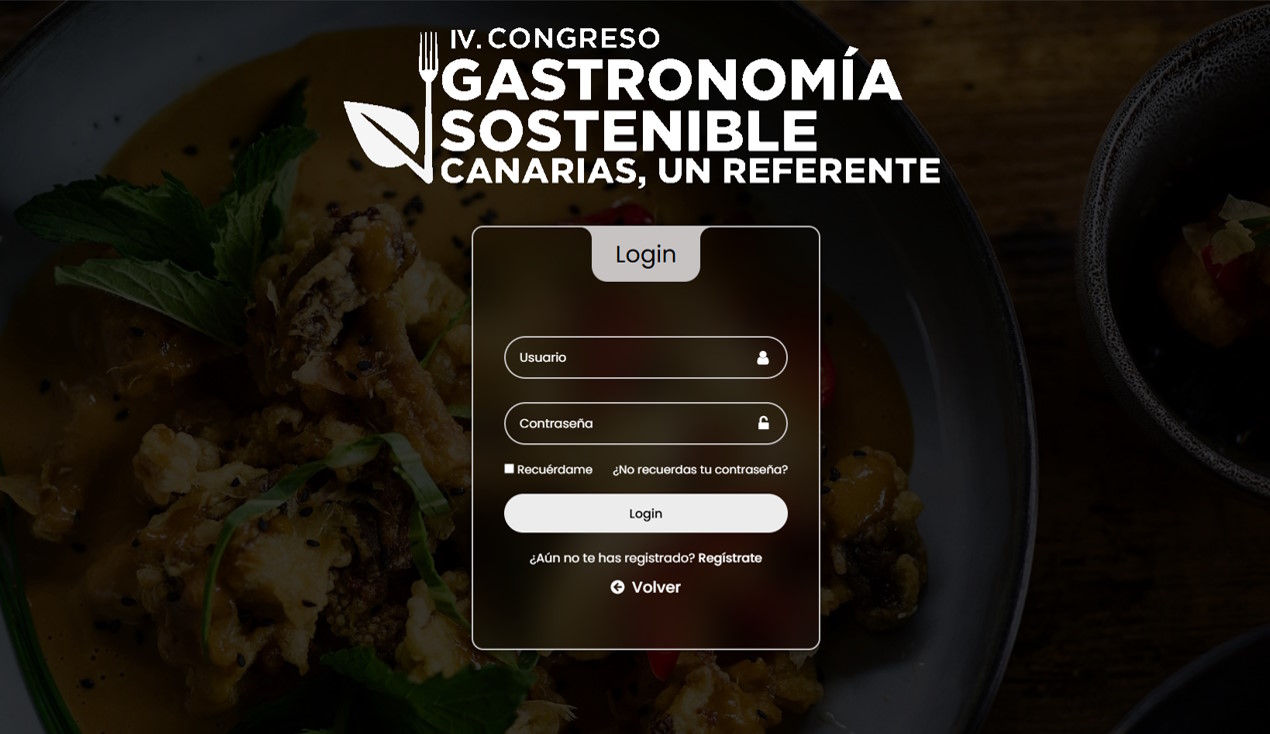 IV. CONGRESO
GASTRONOMÍA
SOSTENIBLE
CANARIAS, UN REFERENTE
Login
Usuario
Contraseña
Recuérdame ¿No recuerdas tu contraseña?
Login
¿Aún no te has registrado? Regístrate
Volver